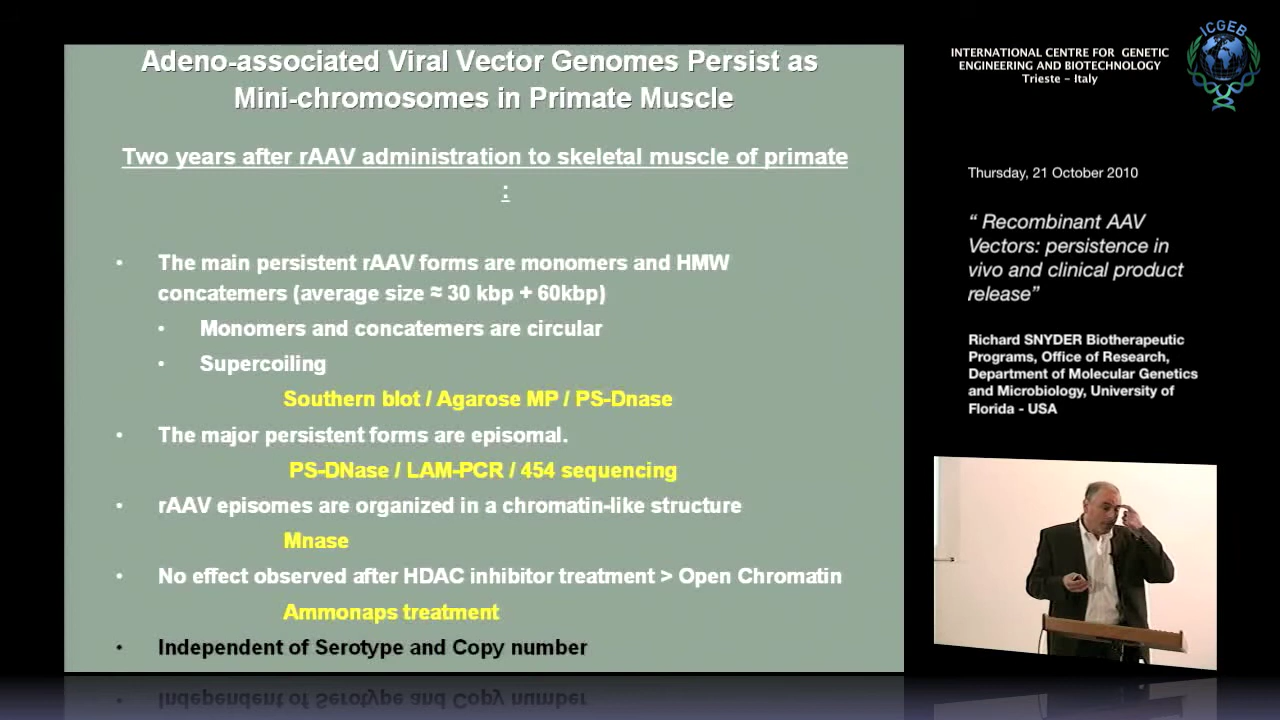 Adeno-associated Viral Vector Genomes Persist as
Mini-chromosomes in Primate Muscle
Two years after rAAV administration to skeletal muscle of primate
:
• The main persistent rAAV forms are monomers and HMW
concatemers (average size ≈ 30 kbp + 60kbp)
• Monomers and concatemers are circular
• Supercoiling
Southern blot / Agarose MP / PS-Dnase
• The major persistent forms are episomal.
PS-DNase / LAM-PCR / 454 sequencing
• rAAV episomes are organized in a chromatin-like structure
Mnase
• No effect observed after HDAC inhibitor treatment > Open Chromatin
Ammonaps treatment
• Independent of Serotype and Copy number
INTERNATIONAL CENTRE FOR GENETIC
ENGINEERING AND BIOTECHNOLOGY
Trieste – Italy
ICGEB
Thursday, 21 October 2010
“ Recombinant AAV
Vectors: persistence in
vivo and clinical product
release”
Richard SNYDER Biotherapeutic
Programs, Office of Research,
Department of Molecular Genetics
and Microbiology, University of
Florida - USA